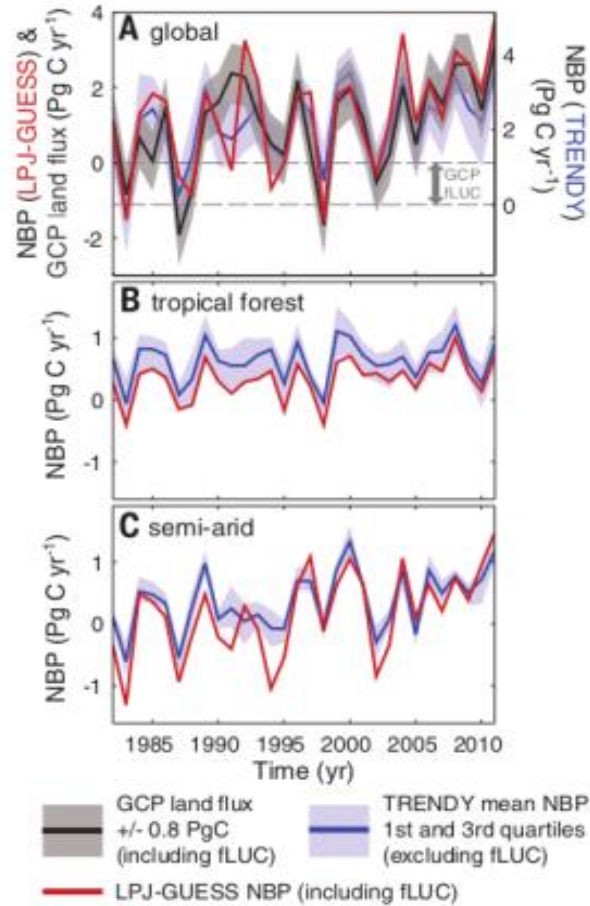 A global
NBP (LPJ-GUESS) &
GCP land flux (Pg C yr⁻¹)
4
2
0
-2
4
2
0
NBP (TRENDY)
(Pg C yr⁻¹)
GCP
fLUC
B tropical forest
NBP (Pg C yr⁻¹)
1
0
-1
C semi-arid
NBP (Pg C yr⁻¹)
1
0
-1
1985 1990 1995 2000 2005 2010
Time (yr)
GCP land flux
+/- 0.8 PgC
(including fLUC)
TRENDY mean NBP
1st and 3rd quartiles
(excluding fLUC)
LPJ-GUESS NBP (including fLUC)